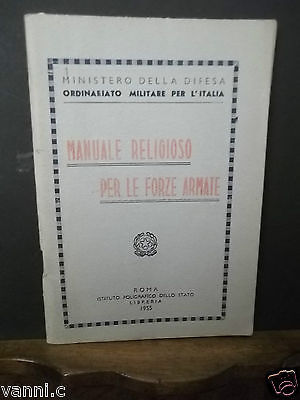 MINISTERO DELLA DIFESA
ORDINARIATO MILITARE PER L'ITALIA
MANUALE RELIGIOSO
PER LE FORZE ARMATE
ROMA
ISTITUTO POLIGRAFICO DELLO STATO
LIBRERIA
1955
vanni.c